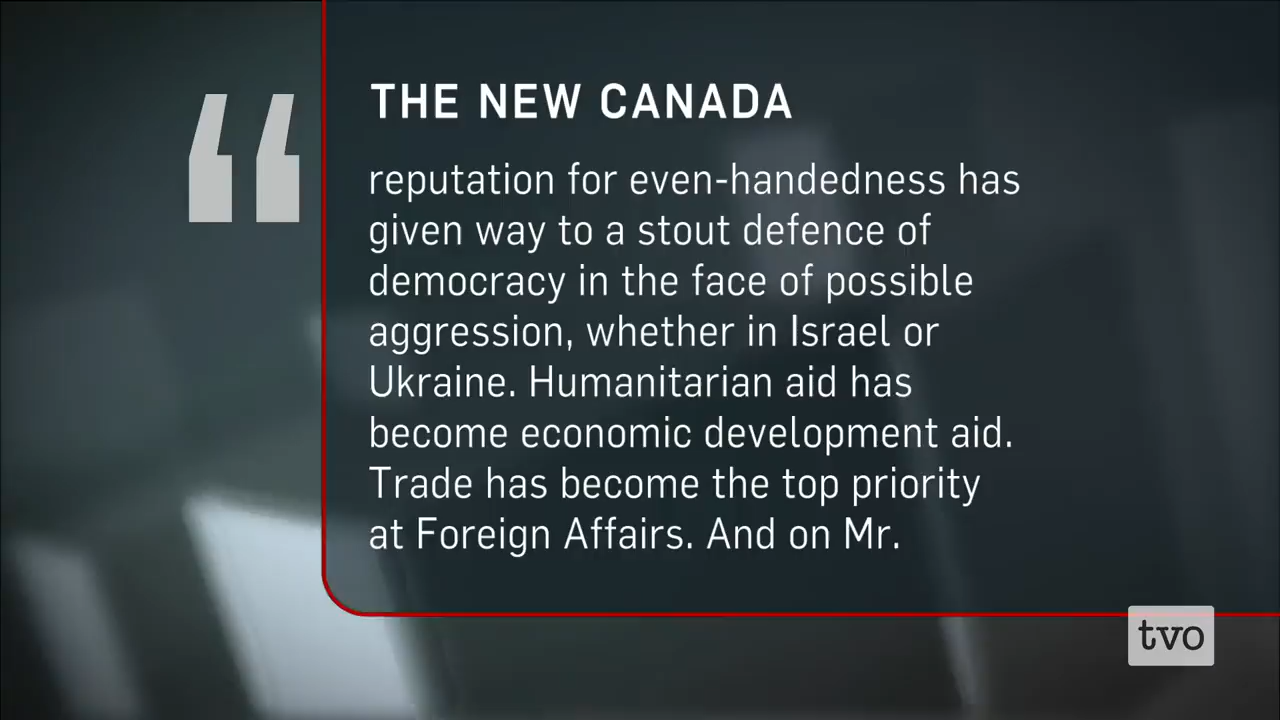 “
THE NEW CANADA
reputation for even-handedness has
given way to a stout defence of
democracy in the face of possible
aggression, whether in Israel or
Ukraine. Humanitarian aid has
become economic development aid.
Trade has become the top priority
at Foreign Affairs. And on Mr.
tvo